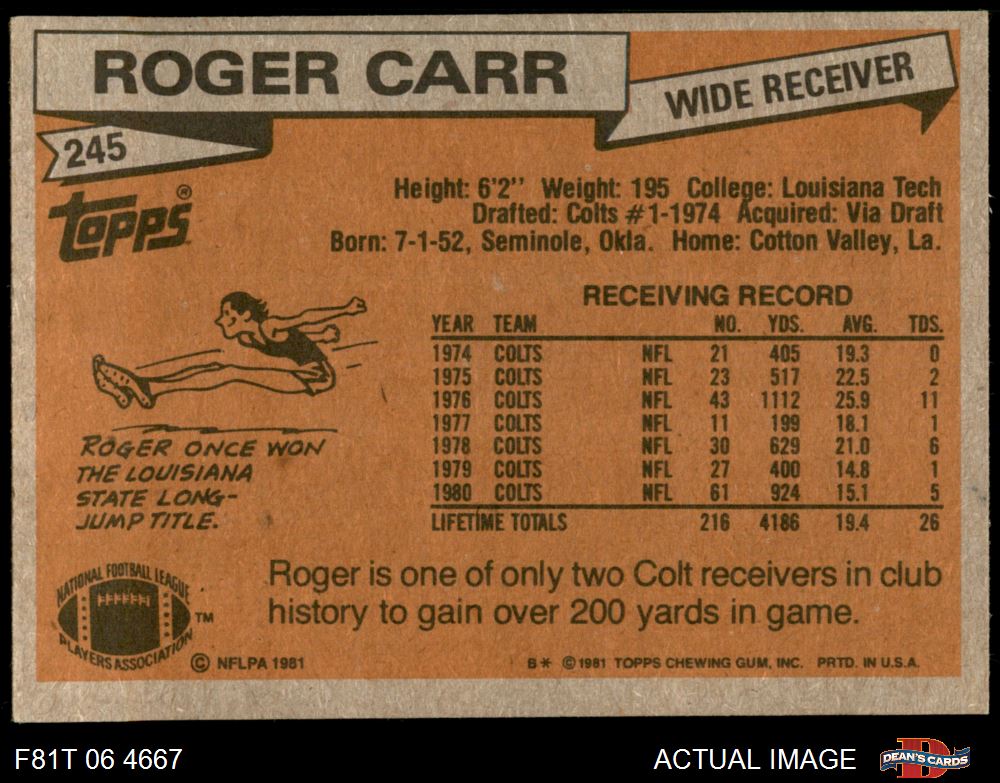 ROGER CARR
WIDE RECEIVER
245
TOPPS®
Height: 6'2'' Weight: 195 College: Louisiana Tech
Drafted: Colts #1-1974 Acquired: Via Draft
Born: 7-1-52, Seminole, Okla. Home: Cotton Valley, La.
RECEIVING RECORD
YEAR TEAM NO. YDS. AVG. TDS.
1974 COLTS NFL 21 405 19.3 0
1975 COLTS NFL 23 517 22.5 2
1976 COLTS NFL 43 1112 25.9 11
1977 COLTS NFL 11 199 18.1 1
1978 COLTS NFL 30 629 21.0 6
1979 COLTS NFL 27 400 14.8 1
1980 COLTS NFL 61 924 15.1 5
LIFETIME TOTALS 216 4186 19.4 26
ROGER ONCE WON
THE LOUISIANA
STATE LONG-
JUMP TITLE.
Roger is one of only two Colt receivers in club
history to gain over 200 yards in game.
NATIONAL FOOTBALL LEAGUE
PLAYERS ASSOCIATION
TM
© NFLPA 1981
B* © 1981 TOPPS CHEWING GUM, INC. PRTD. IN U.S.A.
F81T 06 4667
ACTUAL IMAGE
D
DEAN'S CARDS